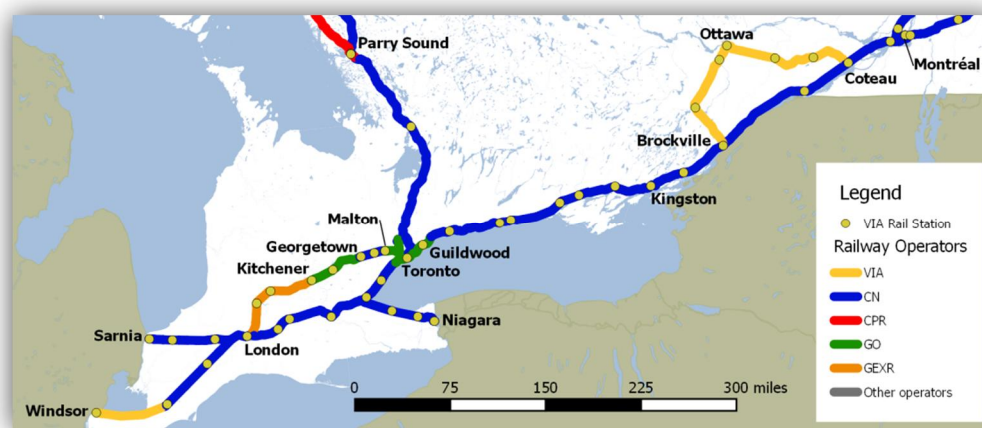 Parry Sound
Ottawa
Montréal
Coteau
Brockville
Kingston
Malton
Georgetown
Guildwood
Kitchener
Toronto
Niagara
Sarnia
London
Windsor
0 75 150 225 300 miles
Legend
VIA Rail Station
Railway Operators
VIA
CN
CPR
GO
GEXR
Other operators